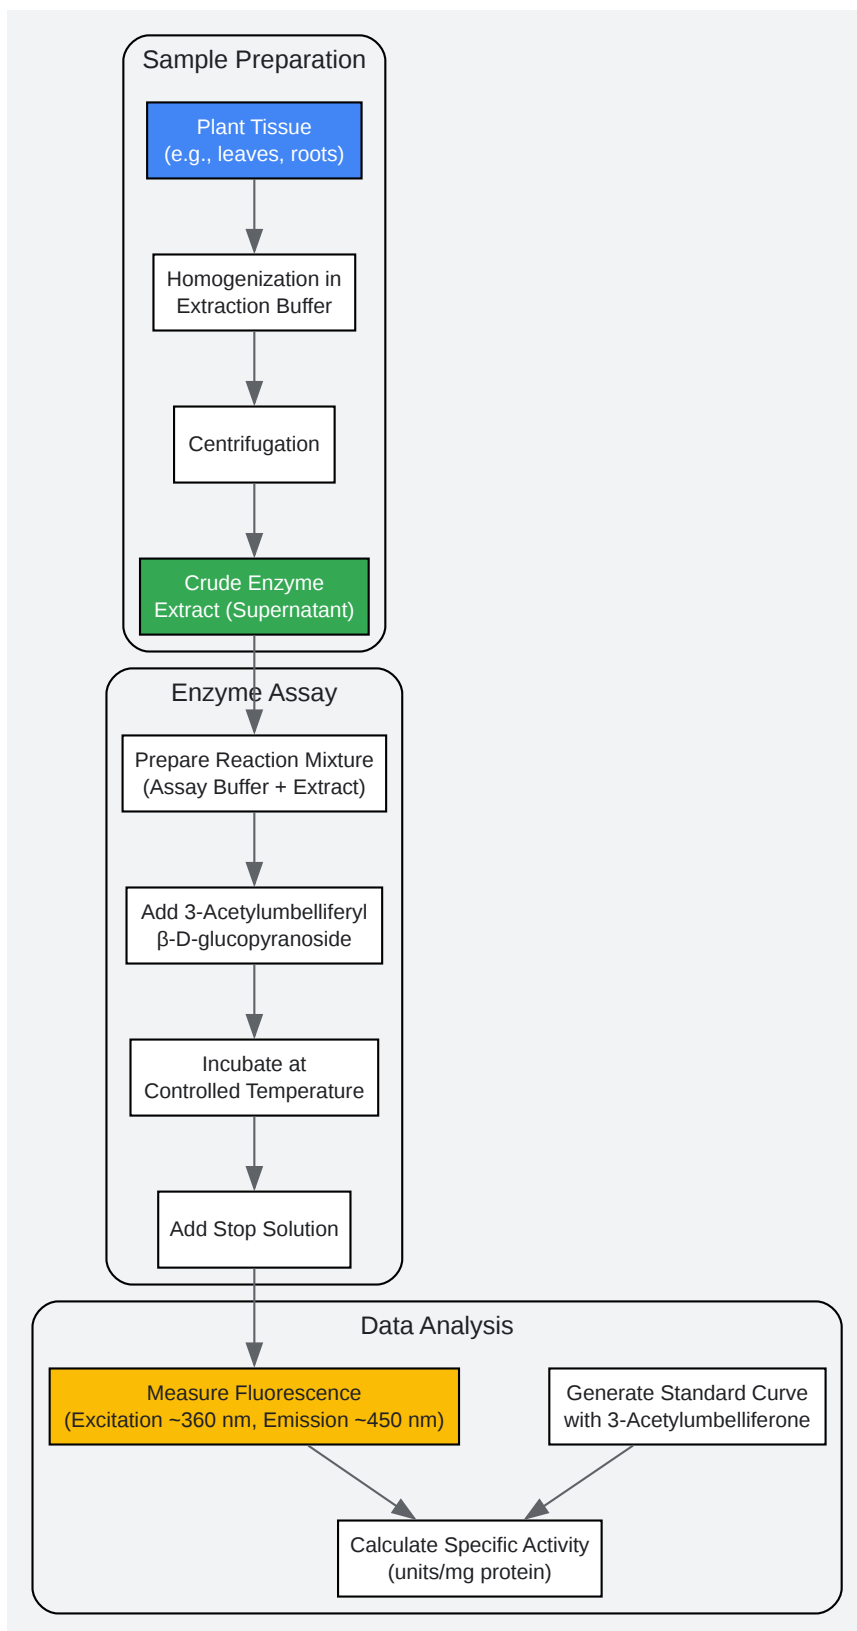 Sample Preparation
Plant Tissue
(e.g., leaves, roots)
Homogenization in
Extraction Buffer
Centrifugation
Crude Enzyme
Extract (Supernatant)
Enzyme Assay
Prepare Reaction Mixture
(Assay Buffer + Extract)
Add 3-Acetylumbelliferyl
β-D-glucopyranoside
Incubate at
Controlled Temperature
Add Stop Solution
Data Analysis
Measure Fluorescence
(Excitation ~360 nm, Emission ~450 nm)
Generate Standard Curve
with 3-Acetylumbelliferone
Calculate Specific Activity
(units/mg protein)